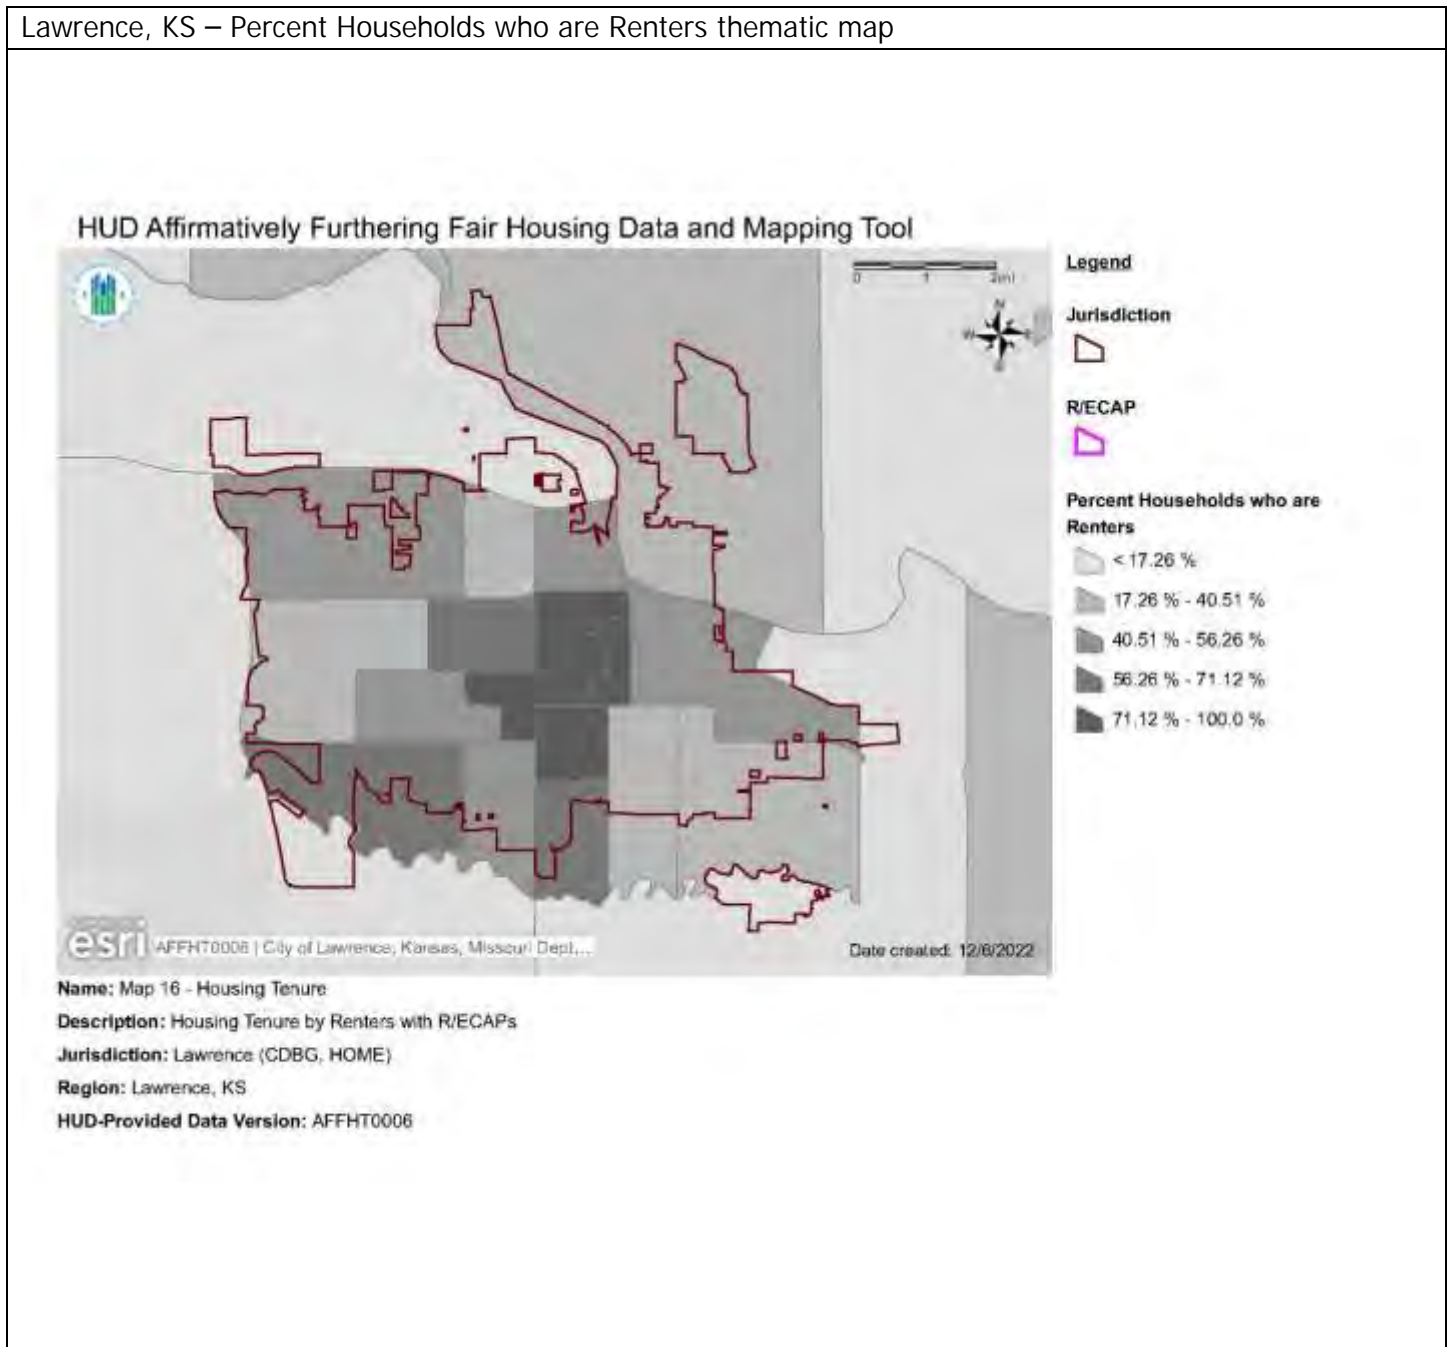 Lawrence, KS – Percent Households who are Renters thematic map
HUD Affirmatively Furthering Fair Housing Data and Mapping Tool
0 1 2mi
N
W E
S
Legend
Jurisdiction
R/ECAP
Percent Households who are
Renters
< 17.26 %
17.26 % - 40.51 %
40.51 % - 56.26 %
56.26 % - 71.12 %
71.12 % - 100.0 %
esri AFFHT0006 | City of Lawrence, Kansas, Missouri Dept....
Date created: 12/6/2022
Name: Map 16 - Housing Tenure
Description: Housing Tenure by Renters with R/ECAPs
Jurisdiction: Lawrence (CDBG, HOME)
Region: Lawrence, KS
HUD-Provided Data Version: AFFHT0006